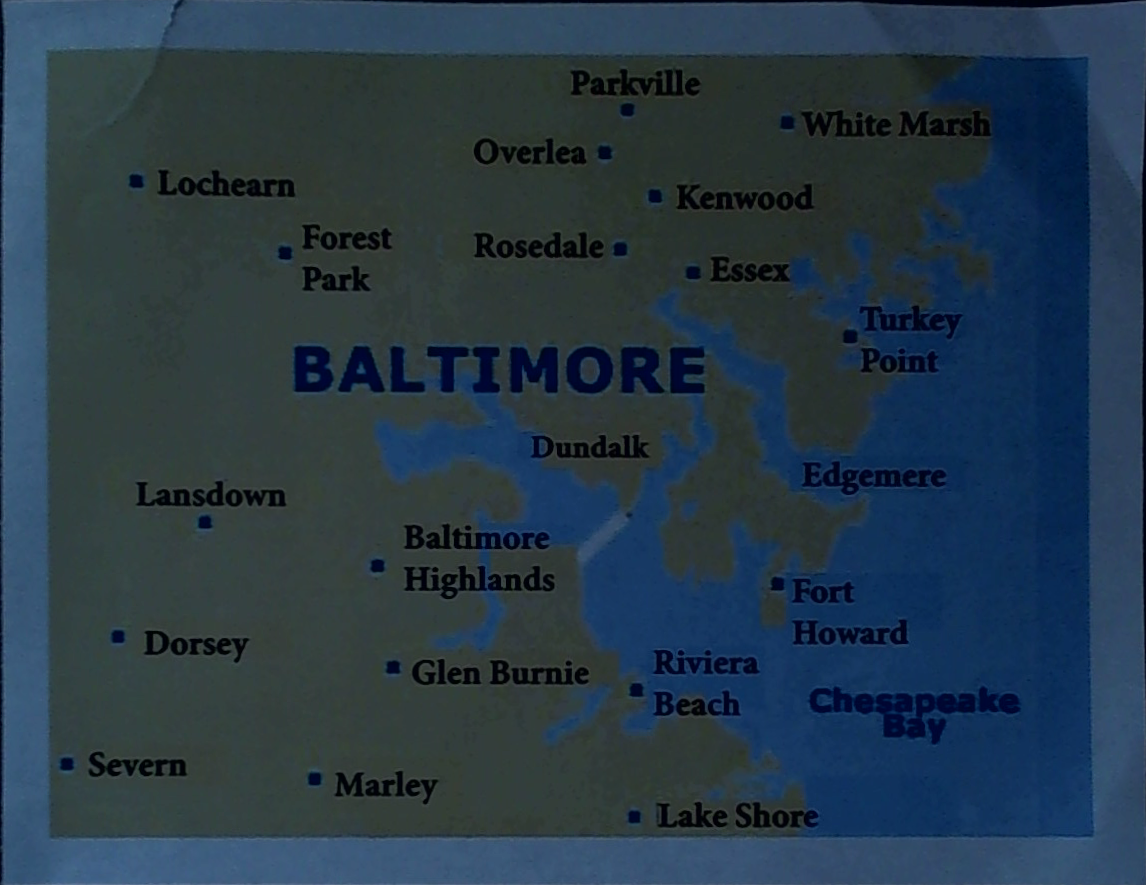 Parkville
White Marsh
Overlea
Lochearn
Kenwood
Forest
Park
Rosedale
Essex
Turkey
Point
BALTIMORE
Dundalk
Edgemere
Lansdown
Baltimore
Highlands
Fort
Howard
Dorsey
Glen Burnie
Riviera
Beach
Chesapeake
Bay
Severn
Marley
Lake Shore